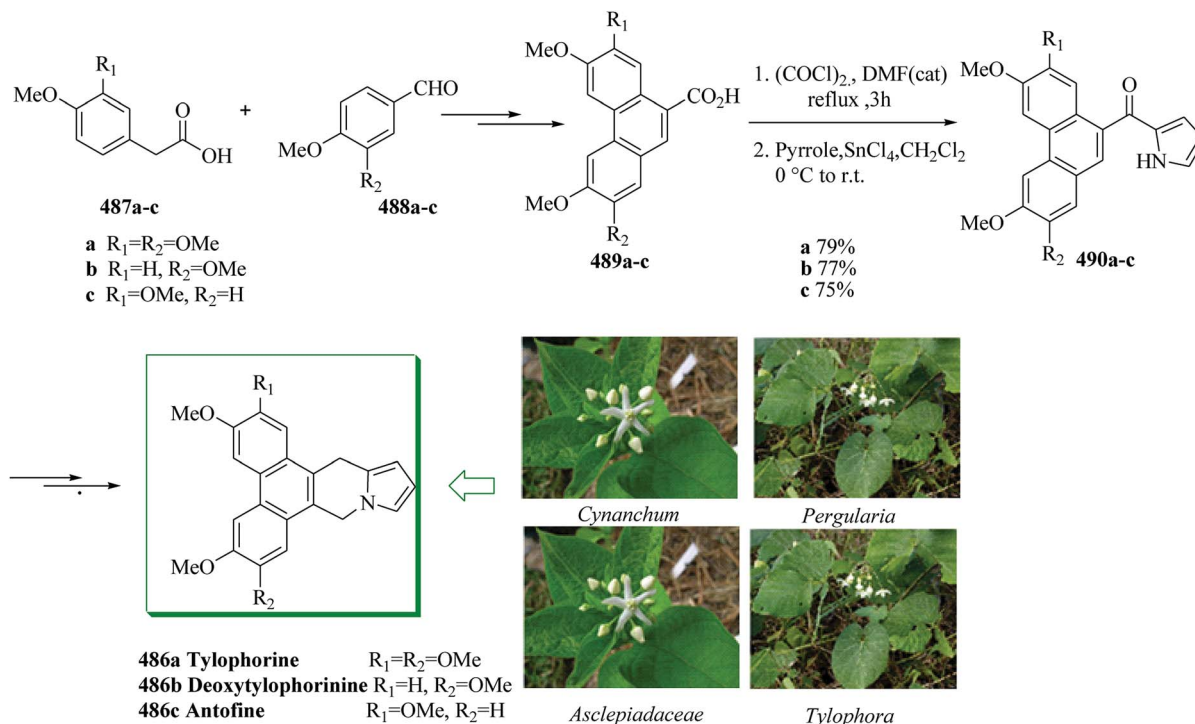 R1
MeO
O
OH
487a-c
a R1=R2=OMe
b R1=H, R2=OMe
c R1=OMe, R2=H
+
CHO
MeO
R2
488a-c
R1
MeO
CO2H
MeO
R2
489a-c
1. (COCl)2., DMF(cat)
reflux ,3h
2. Pyrrole,SnCl4,CH2Cl2
0 °C to r.t.
a 79%
b 77%
c 75%
R1
MeO
O
HN
MeO
R2
490a-c
R1
MeO
N
MeO
R2
486a Tylophorine R1=R2=OMe
486b Deoxytylophorinine R1=H, R2=OMe
486c Antofine R1=OMe, R2=H
Cynanchum
Pergularia
Asclepiadaceae
Tylophora